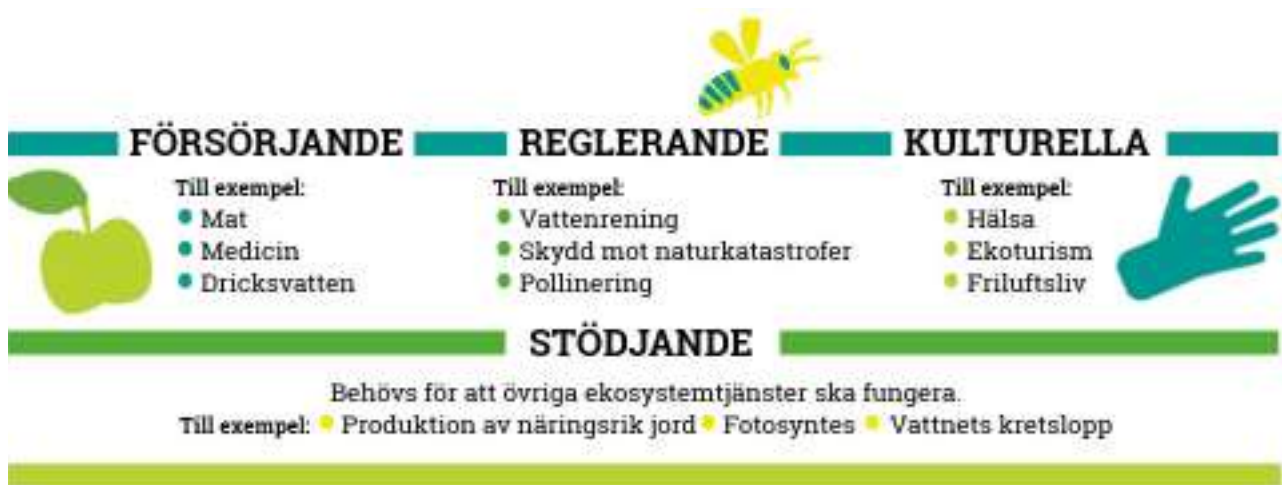 FÖRSÖRJANDE
Till exempel:
Mat
Medicin
Dricksvatten
REGLERANDE
Till exempel:
Vattenrening
Skydd mot naturkatastrofer
Pollinering
KULTURELLA
Till exempel:
Hälsa
Ekoturism
Friluftsliv
STÖDJANDE
Behövs för att övriga ekosystemtjänster ska fungera.
Till exempel: • Produktion av näringsrik jord • Fotosyntes • Vattnets kretslopp